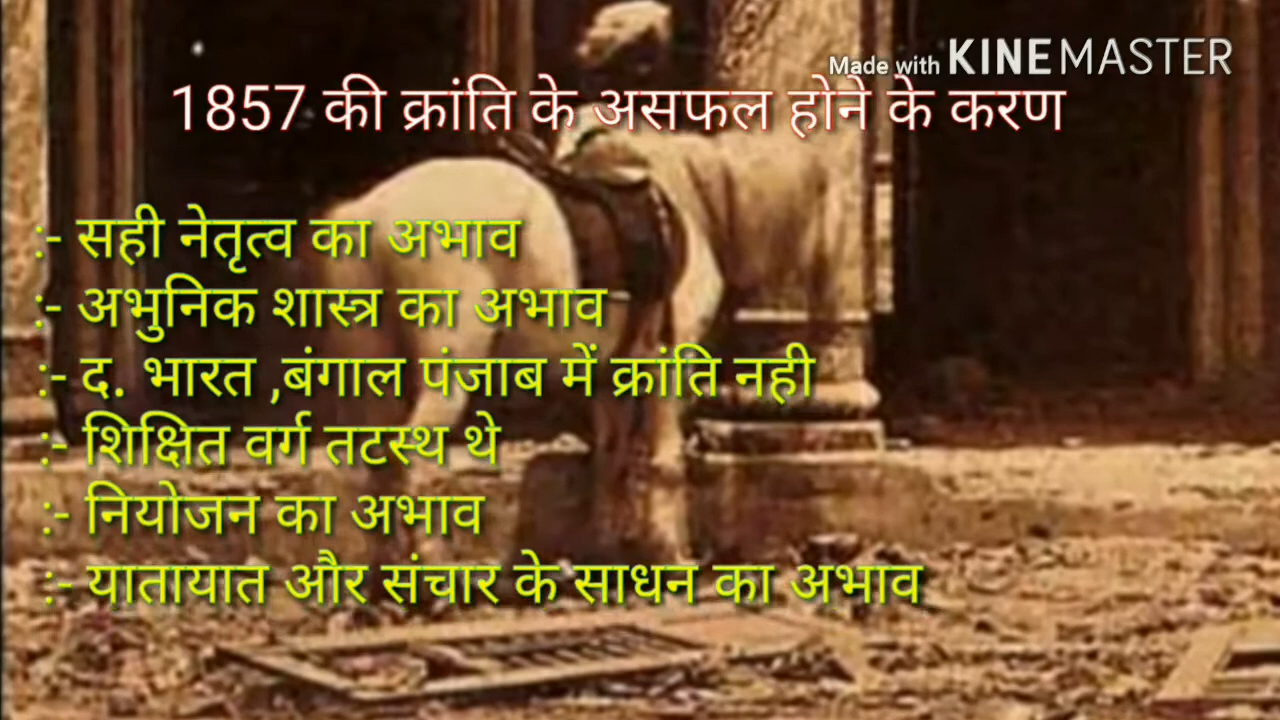 Made with KINEMASTER
1857 की क्रांति के असफल होने के करण
:- सही नेतृत्व का अभाव
:- अभुनिक शास्त्र का अभाव
:- द. भारत ,बंगाल पंजाब में क्रांति नही
:- शिक्षित वर्ग तटस्थ थे
:- नियोजन का अभाव
:- यातायात और संचार के साधन का अभाव